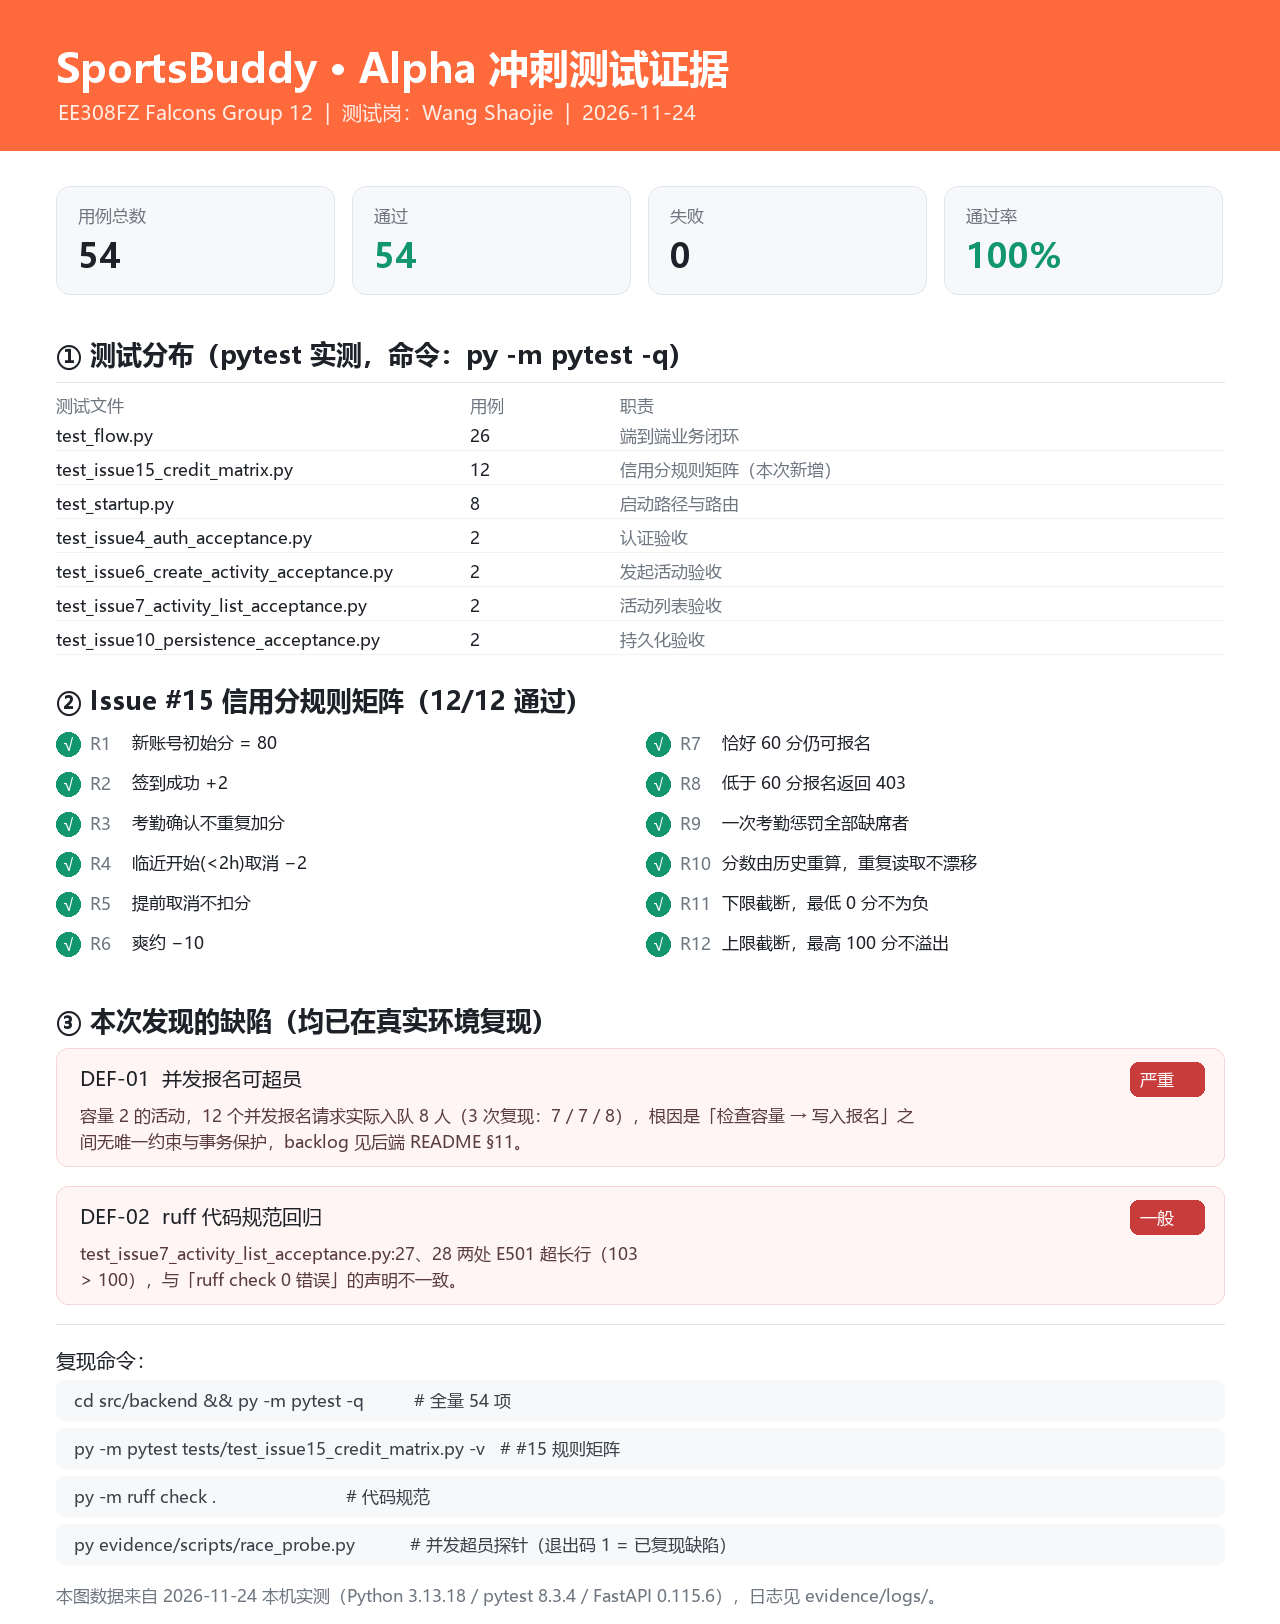 SportsBuddy • Alpha 冲刺测试证据
EE308FZ Falcons Group 12 | 测试岗：Wang Shaojie | 2026-11-24
用例总数
54
通过
54
失败
0
通过率
100%
① 测试分布（pytest 实测，命令：py -m pytest -q）
测试文件 用例 职责
test_flow.py 26 端到端业务闭环
test_issue15_credit_matrix.py 12 信用分规则矩阵（本次新增）
test_startup.py 8 启动路径与路由
test_issue4_auth_acceptance.py 2 认证验收
test_issue6_create_activity_acceptance.py 2 发起活动验收
test_issue7_activity_list_acceptance.py 2 活动列表验收
test_issue10_persistence_acceptance.py 2 持久化验收
② Issue #15 信用分规则矩阵（12/12 通过）
√ R1 新账号初始分 = 80
√ R2 签到成功 +2
√ R3 考勤确认不重复加分
√ R4 临近开始(<2h)取消 −2
√ R5 提前取消不扣分
√ R6 爽约 −10
√ R7 恰好 60 分仍可报名
√ R8 低于 60 分报名返回 403
√ R9 一次考勤惩罚全部缺席者
√ R10 分数由历史重算，重复读取不漂移
√ R11 下限截断，最低 0 分不为负
√ R12 上限截断，最高 100 分不溢出
③ 本次发现的缺陷（均已在真实环境复现）
DEF-01 并发报名可超员
严重
容量 2 的活动，12 个并发报名请求实际入队 8 人（3 次复现：7 / 7 / 8），根因是「检查容量 → 写入报名」之
间无唯一约束与事务保护，backlog 见后端 README §11。
DEF-02 ruff 代码规范回归
一般
test_issue7_activity_list_acceptance.py:27、28 两处 E501 超长行（103
> 100），与「ruff check 0 错误」的声明不一致。
复现命令：
cd src/backend && py -m pytest -q # 全量 54 项
py -m pytest tests/test_issue15_credit_matrix.py -v # #15 规则矩阵
py -m ruff check . # 代码规范
py evidence/scripts/race_probe.py # 并发超员探针（退出码 1 = 已复现缺陷）
本图数据来自 2026-11-24 本机实测（Python 3.13.18 / pytest 8.3.4 / FastAPI 0.115.6），日志见 evidence/logs/。